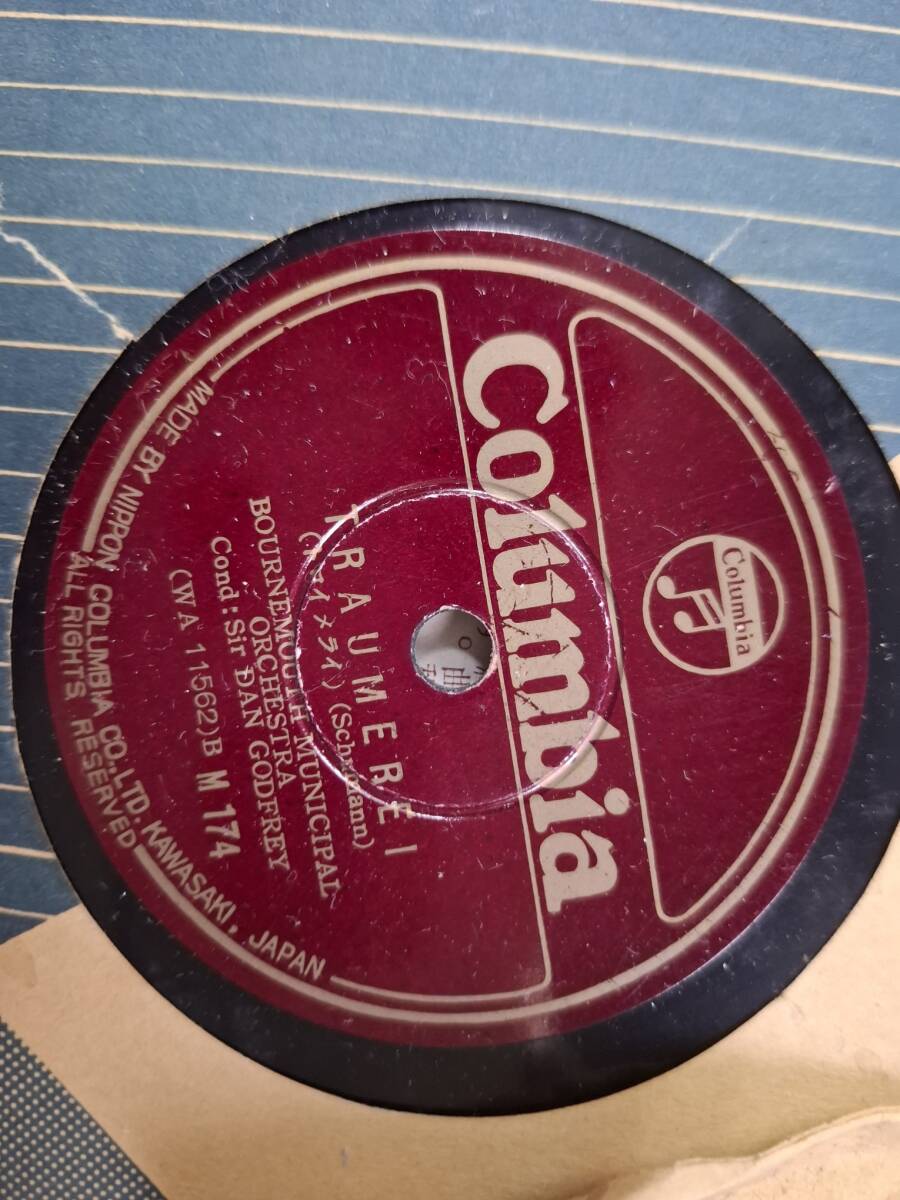 Columbia
Columbia
TRAUMEREI
(トロイメライ) (Schumann)
BOURNEMOUTH MUNICIPAL
ORCHESTRA
Cond: Sir DAN GODFREY
(WA 11562)B M 174
MADE BY NIPPON COLUMBIA CO., LTD. KAWASAKI, JAPAN
ALL RIGHTS RESERVED
曲